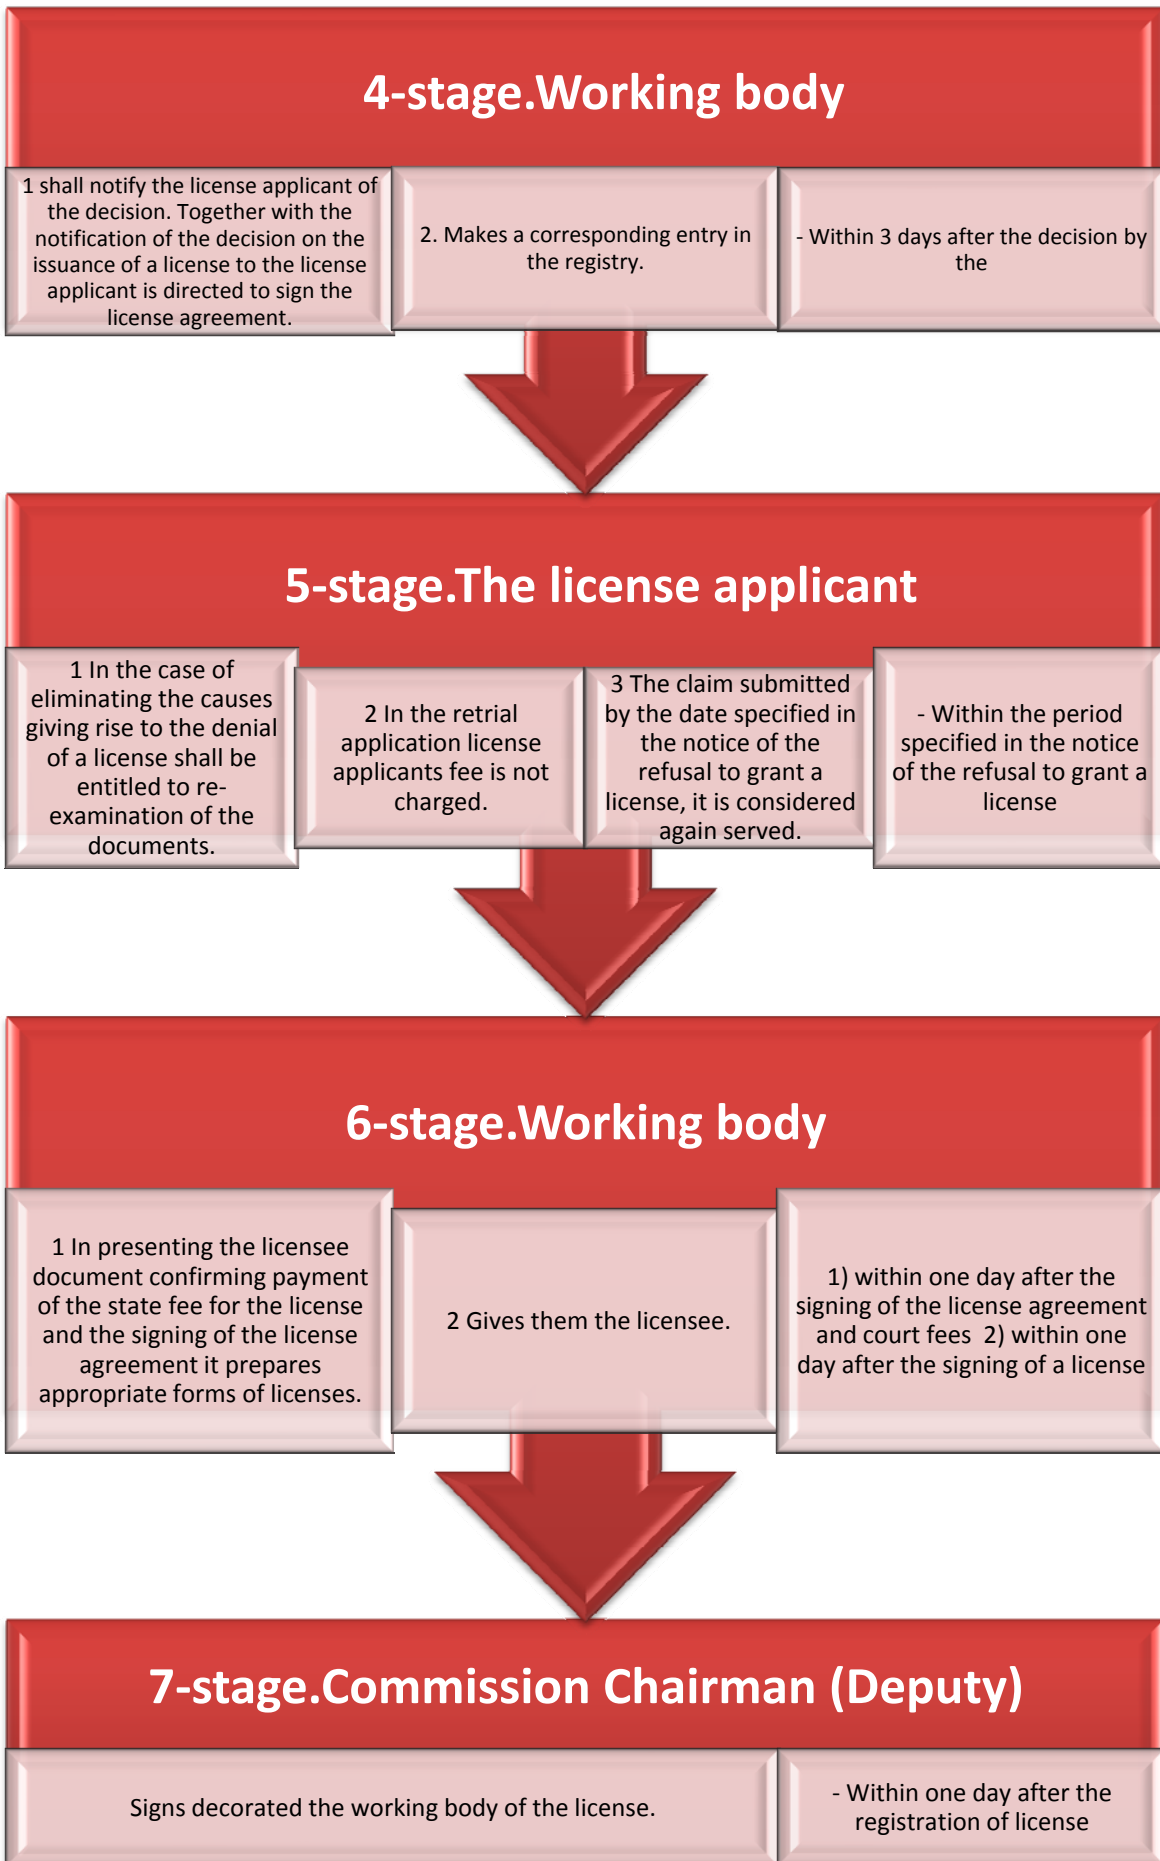 4-stage.Working body
1 shall notify the license applicant of
the decision. Together with the
notification of the decision on the
issuance of a license to the license
applicant is directed to sign the
license agreement.
2. Makes a corresponding entry in
the registry.
- Within 3 days after the decision by
the
5-stage.The license applicant
1 In the case of
eliminating the causes
giving rise to the denial
of a license shall be
entitled to re-
examination of the
documents.
2 In the retrial
application license
applicants fee is not
charged.
3 The claim submitted
by the date specified in
the notice of the
refusal to grant a
license, it is considered
again served.
- Within the period
specified in the notice
of the refusal to grant a
license
6-stage.Working body
1 In presenting the licensee
document confirming payment
of the state fee for the license
and the signing of the license
agreement it prepares
appropriate forms of licenses.
2 Gives them the licensee.
1) within one day after the
signing of the license agreement
and court fees  2) within one
day after the signing of a license
7-stage.Commission Chairman (Deputy)
Signs decorated the working body of the license.
- Within one day after the
registration of license